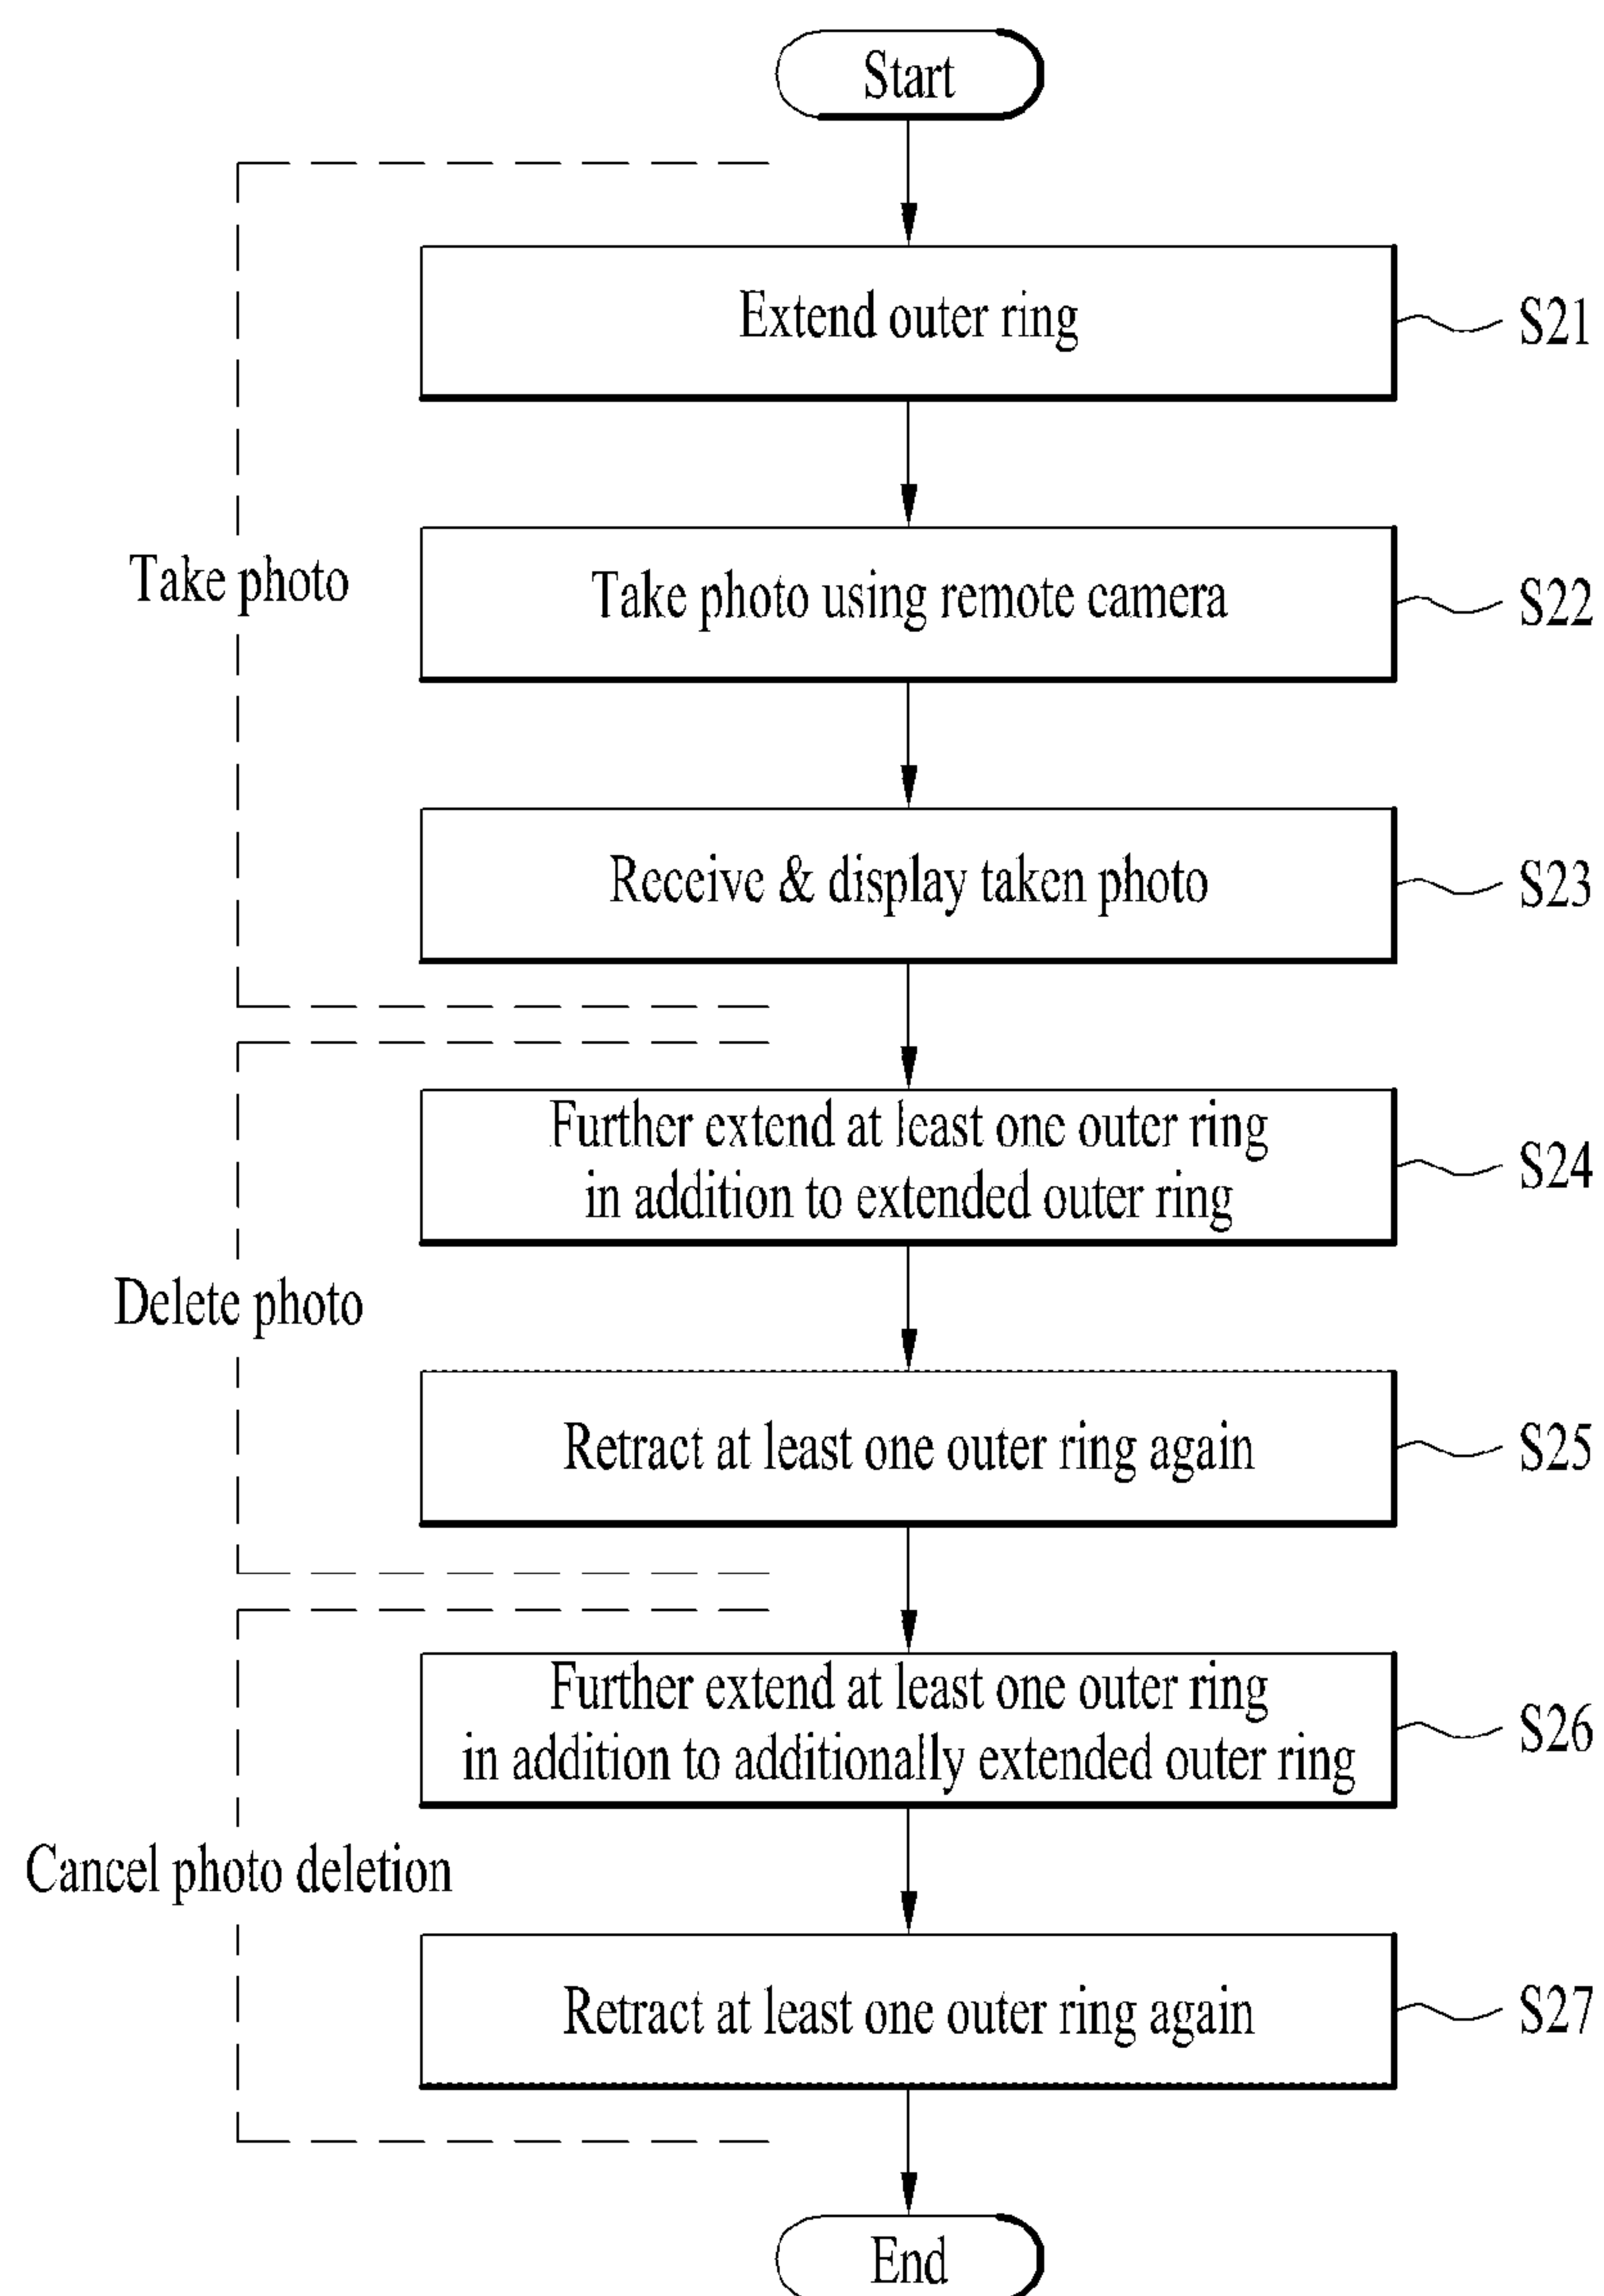 Start
Extend outer ring
S21
Take photo
Take photo using remote camera
S22
Receive & display taken photo
S23
Further extend at least one outer ring
in addition to extended outer ring
S24
Delete photo
Retract at least one outer ring again
S25
Further extend at least one outer ring
in addition to additionally extended outer ring
S26
Cancel photo deletion
Retract at least one outer ring again
S27
End